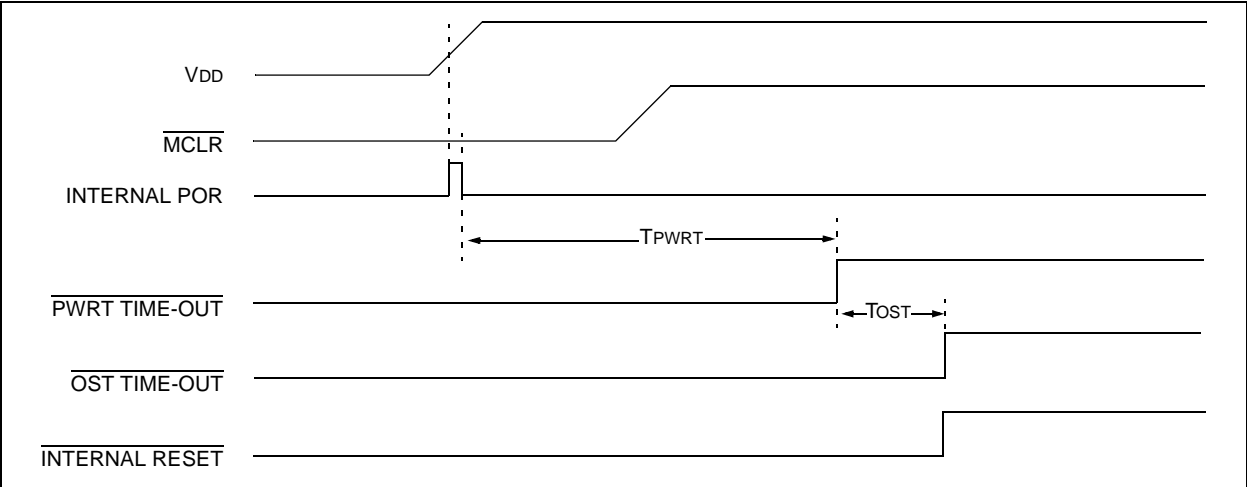 VDD
MCLR
INTERNAL POR
TPWRT
PWRT TIME-OUT
TOST
OST TIME-OUT
INTERNAL RESET